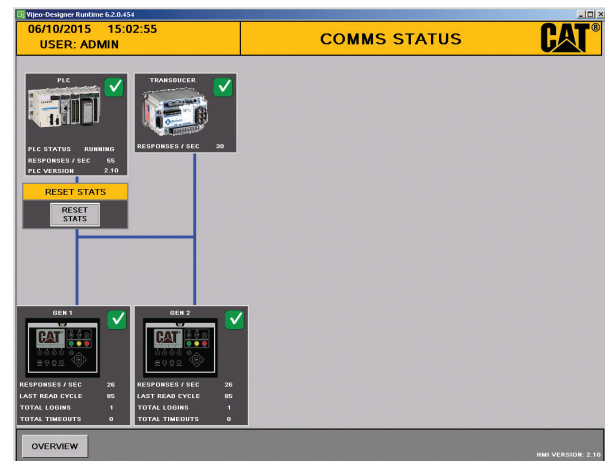 Vijeo-Designer Runtime 6.2.0.454
06/10/2015 15:02:55
USER: ADMIN
COMMS STATUS
CAT®
PLC
TRANSDUCER
PLC STATUS RUNNING
RESPONSES / SEC 55
PLC VERSION 2.10
RESPONSES / SEC 30
RESET STATS
RESET
STATS
GEN 1
GEN 2
CAT
CAT
RESPONSES / SEC 26
LAST READ CYCLE 85
TOTAL LOGINS 1
TOTAL TIMEOUTS 0
RESPONSES / SEC 26
LAST READ CYCLE 85
TOTAL LOGINS 1
TOTAL TIMEOUTS 0
OVERVIEW
HMI VERSION: 2.10